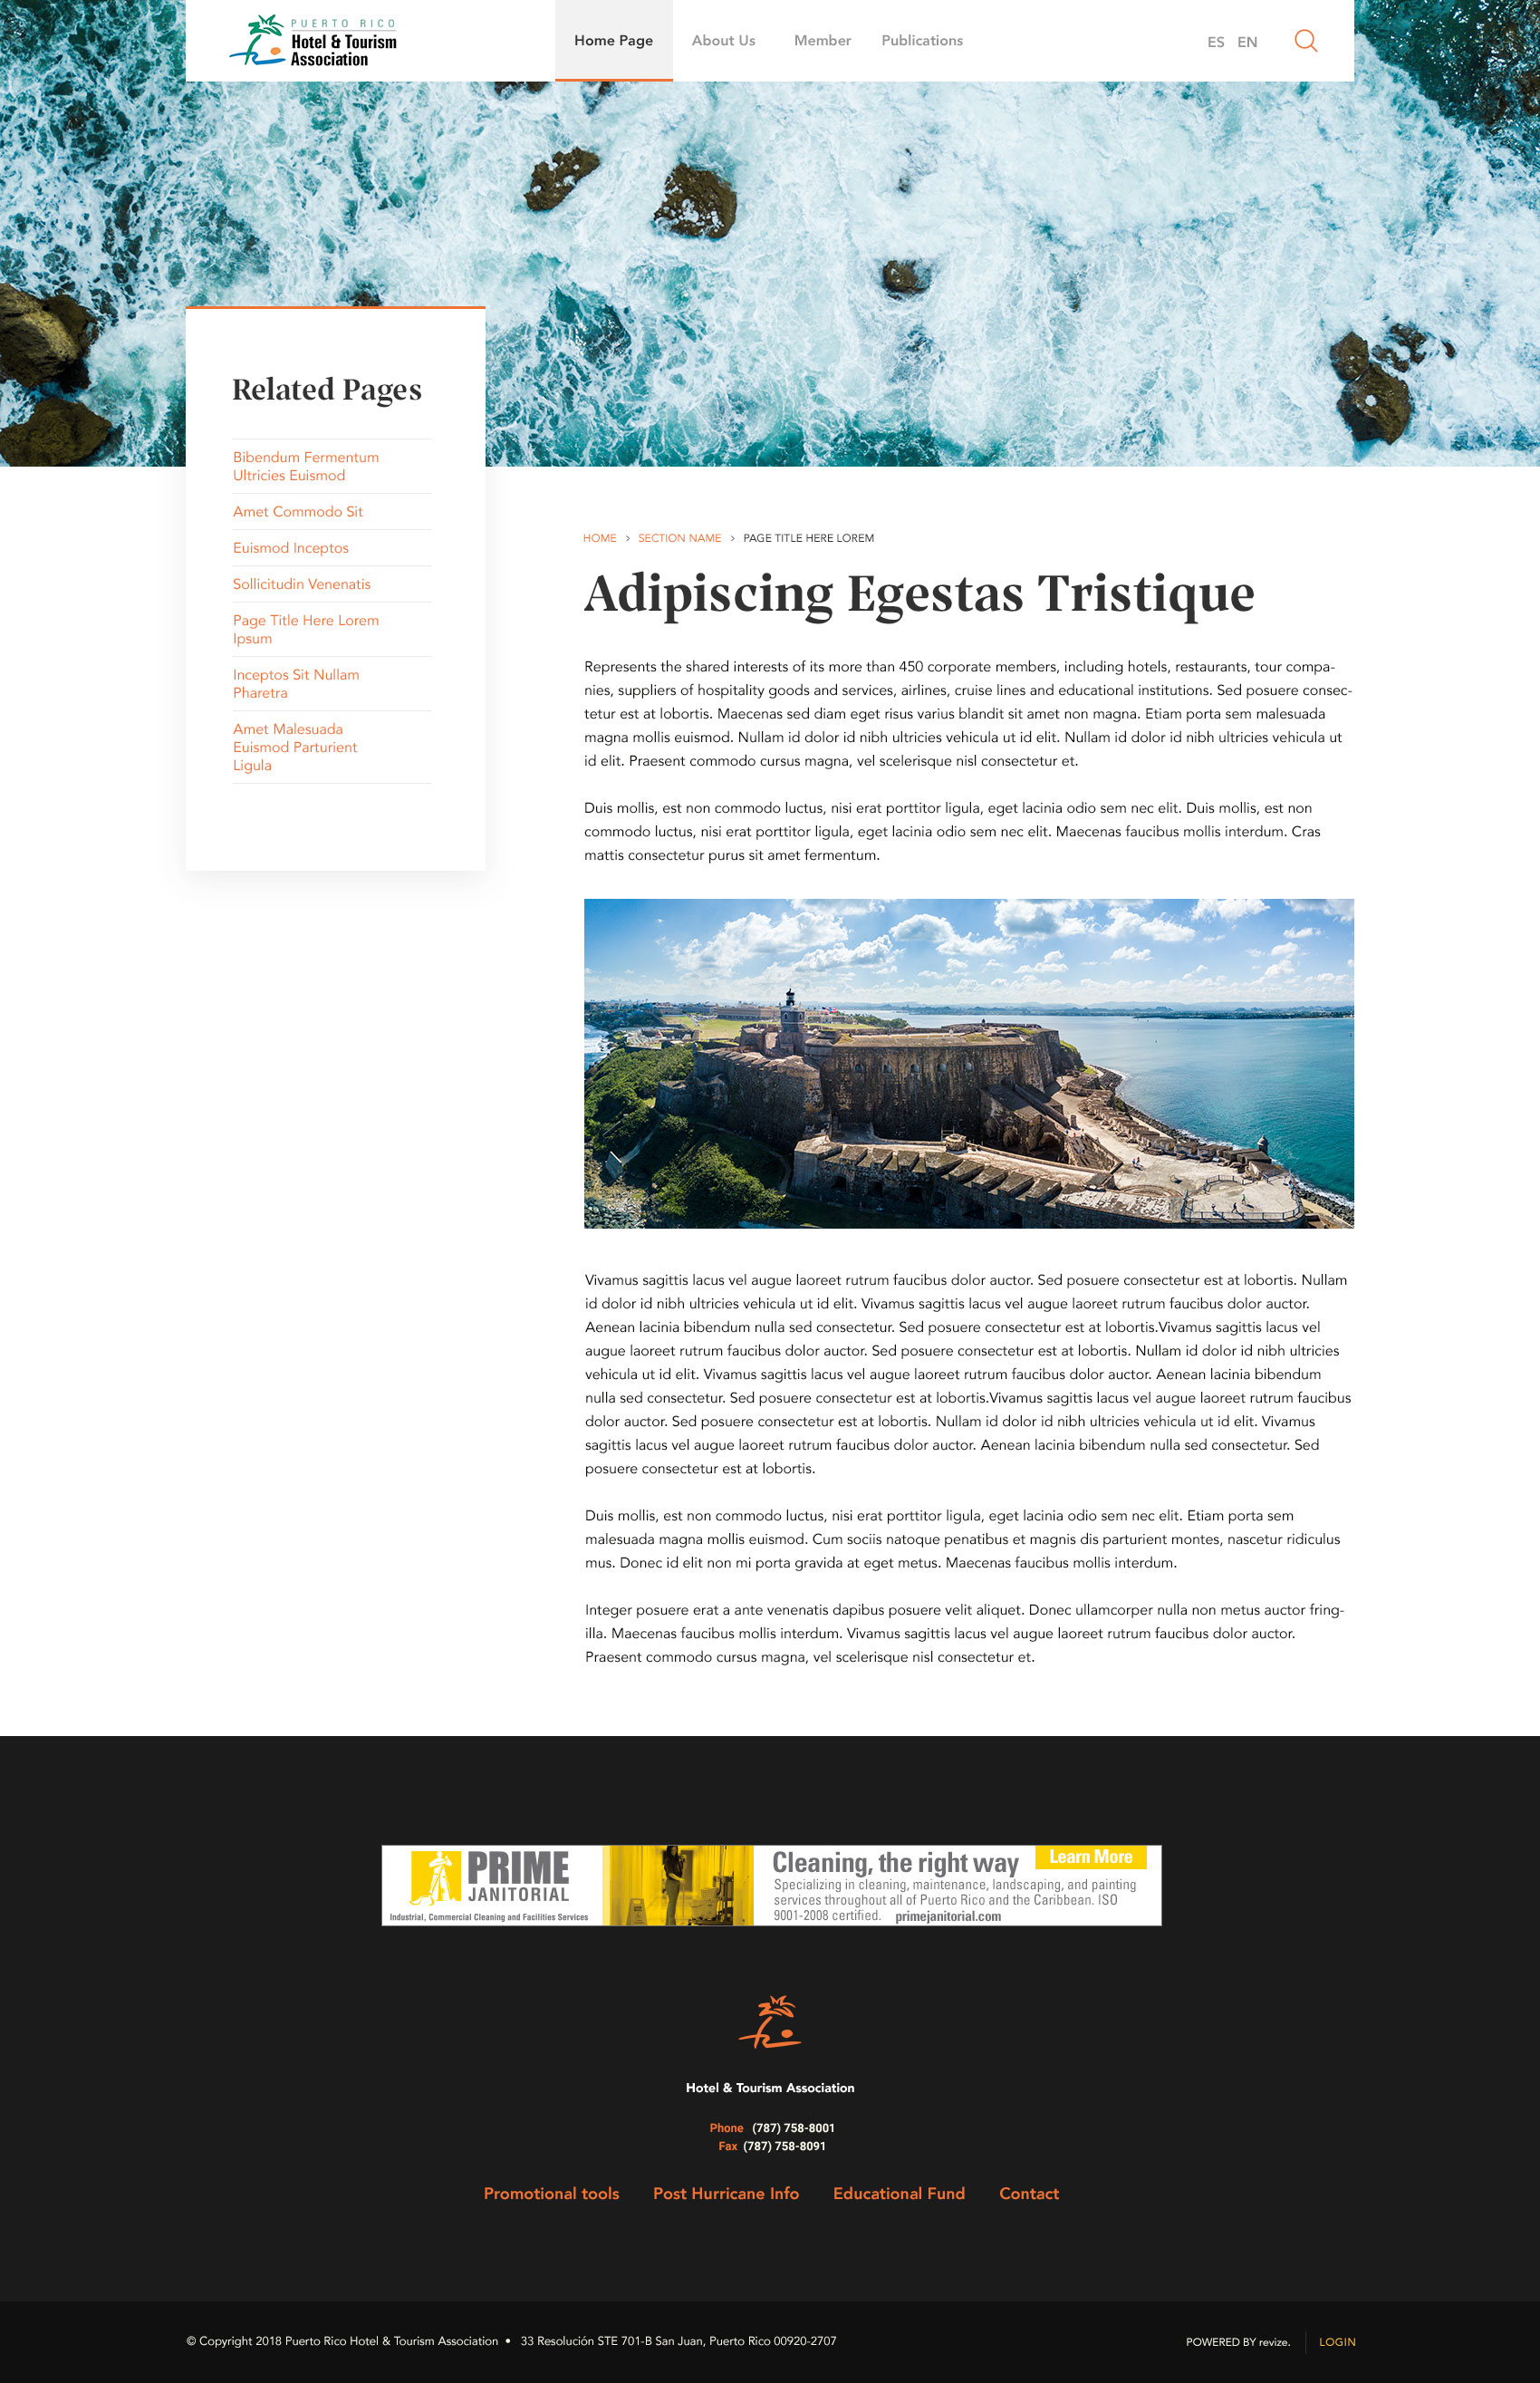 PUERTO RICO
Hotel & Tourism
Association
Home Page
About Us
Member
Publications
ES EN
Related Pages
Bibendum Fermentum
Ultricies Euismod
Amet Commodo Sit
Euismod Inceptos
Sollicitudin Venenatis
Page Title Here Lorem
Ipsum
Inceptos Sit Nullam
Pharetra
Amet Malesuada
Euismod Parturient
Ligula
HOME > SECTION NAME > PAGE TITLE HERE LOREM
Adipiscing Egestas Tristique
Represents the shared interests of its more than 450 corporate members, including hotels, restaurants, tour compa-
nies, suppliers of hospitality goods and services, airlines, cruise lines and educational institutions. Sed posuere consec-
tetur est at lobortis. Maecenas sed diam eget risus varius blandit sit amet non magna. Etiam porta sem malesuada
magna mollis euismod. Nullam id dolor id nibh ultricies vehicula ut id elit. Nullam id dolor id nibh ultricies vehicula ut
id elit. Praesent commodo cursus magna, vel scelerisque nisl consectetur et.
Duis mollis, est non commodo luctus, nisi erat porttitor ligula, eget lacinia odio sem nec elit. Duis mollis, est non
commodo luctus, nisi erat porttitor ligula, eget lacinia odio sem nec elit. Maecenas faucibus mollis interdum. Cras
mattis consectetur purus sit amet fermentum.
Vivamus sagittis lacus vel augue laoreet rutrum faucibus dolor auctor. Sed posuere consectetur est at lobortis. Nullam
id dolor id nibh ultricies vehicula ut id elit. Vivamus sagittis lacus vel augue laoreet rutrum faucibus dolor auctor.
Aenean lacinia bibendum nulla sed consectetur. Sed posuere consectetur est at lobortis.Vivamus sagittis lacus vel
augue laoreet rutrum faucibus dolor auctor. Sed posuere consectetur est at lobortis. Nullam id dolor id nibh ultricies
vehicula ut id elit. Vivamus sagittis lacus vel augue laoreet rutrum faucibus dolor auctor. Aenean lacinia bibendum
nulla sed consectetur. Sed posuere consectetur est at lobortis.Vivamus sagittis lacus vel augue laoreet rutrum faucibus
dolor auctor. Sed posuere consectetur est at lobortis. Nullam id dolor id nibh ultricies vehicula ut id elit. Vivamus
sagittis lacus vel augue laoreet rutrum faucibus dolor auctor. Aenean lacinia bibendum nulla sed consectetur. Sed
posuere consectetur est at lobortis.
Duis mollis, est non commodo luctus, nisi erat porttitor ligula, eget lacinia odio sem nec elit. Etiam porta sem
malesuada magna mollis euismod. Cum sociis natoque penatibus et magnis dis parturient montes, nascetur ridiculus
mus. Donec id elit non mi porta gravida at eget metus. Maecenas faucibus mollis interdum.
Integer posuere erat a ante venenatis dapibus posuere velit aliquet. Donec ullamcorper nulla non metus auctor fring-
illa. Maecenas faucibus mollis interdum. Vivamus sagittis lacus vel augue laoreet rutrum faucibus dolor auctor.
Praesent commodo cursus magna, vel scelerisque nisl consectetur et.
PRIME
JANITORIAL
Industrial, Commercial Cleaning and Facilities Services
Cleaning, the right way
Learn More
Specializing in cleaning, maintenance, landscaping, and painting
services throughout all of Puerto Rico and the Caribbean. ISO
9001-2008 certified. primejanitorial.com
Hotel & Tourism Association
Phone (787) 758-8001
Fax (787) 758-8091
Promotional tools
Post Hurricane Info
Educational Fund
Contact
© Copyright 2018 Puerto Rico Hotel & Tourism Association • 33 Resolución STE 701-B San Juan, Puerto Rico 00920-2707
POWERED BY revize.
LOGIN